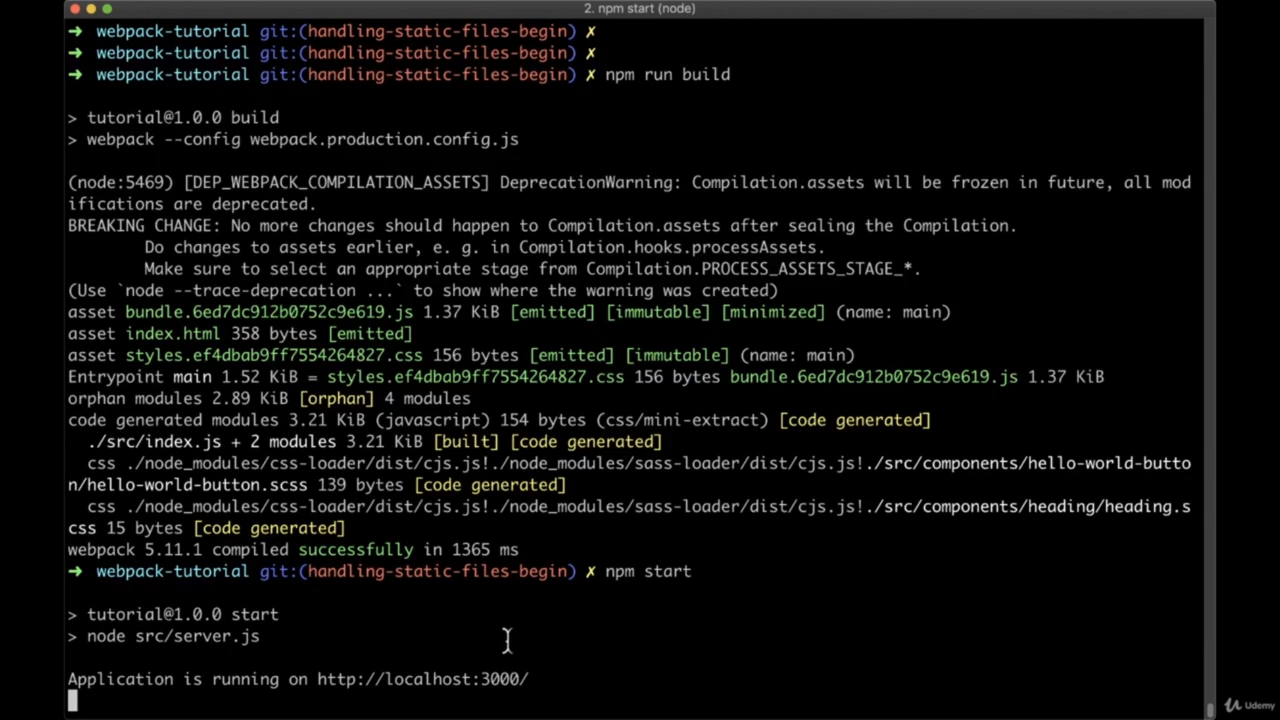 2. npm start (node)
➜ webpack-tutorial git:(handling-static-files-begin) ✗
➜ webpack-tutorial git:(handling-static-files-begin) ✗
➜ webpack-tutorial git:(handling-static-files-begin) ✗ npm run build
> tutorial@1.0.0 build
> webpack --config webpack.production.config.js
(node:5469) [DEP_WEBPACK_COMPILATION_ASSETS] DeprecationWarning: Compilation.assets will be frozen in future, all mod
ifications are deprecated.
BREAKING CHANGE: No more changes should happen to Compilation.assets after sealing the Compilation.
Do changes to assets earlier, e. g. in Compilation.hooks.processAssets.
Make sure to select an appropriate stage from Compilation.PROCESS_ASSETS_STAGE_*.
(Use `node --trace-deprecation ...` to show where the warning was created)
asset bundle.6ed7dc912b0752c9e619.js 1.37 KiB [emitted] [immutable] [minimized] (name: main)
asset index.html 358 bytes [emitted]
asset styles.ef4dbab9ff7554264827.css 156 bytes [emitted] [immutable] (name: main)
Entrypoint main 1.52 KiB = styles.ef4dbab9ff7554264827.css 156 bytes bundle.6ed7dc912b0752c9e619.js 1.37 KiB
orphan modules 2.89 KiB [orphan] 4 modules
code generated modules 3.21 KiB (javascript) 154 bytes (css/mini-extract) [code generated]
./src/index.js + 2 modules 3.21 KiB [built] [code generated]
css ./node_modules/css-loader/dist/cjs.js!./node_modules/sass-loader/dist/cjs.js!./src/components/hello-world-butto
n/hello-world-button.scss 139 bytes [code generated]
css ./node_modules/css-loader/dist/cjs.js!./node_modules/sass-loader/dist/cjs.js!./src/components/heading/heading.s
css 15 bytes [code generated]
webpack 5.11.1 compiled successfully in 1365 ms
➜ webpack-tutorial git:(handling-static-files-begin) ✗ npm start
> tutorial@1.0.0 start
> node src/server.js
Application is running on http://localhost:3000/
Udemy